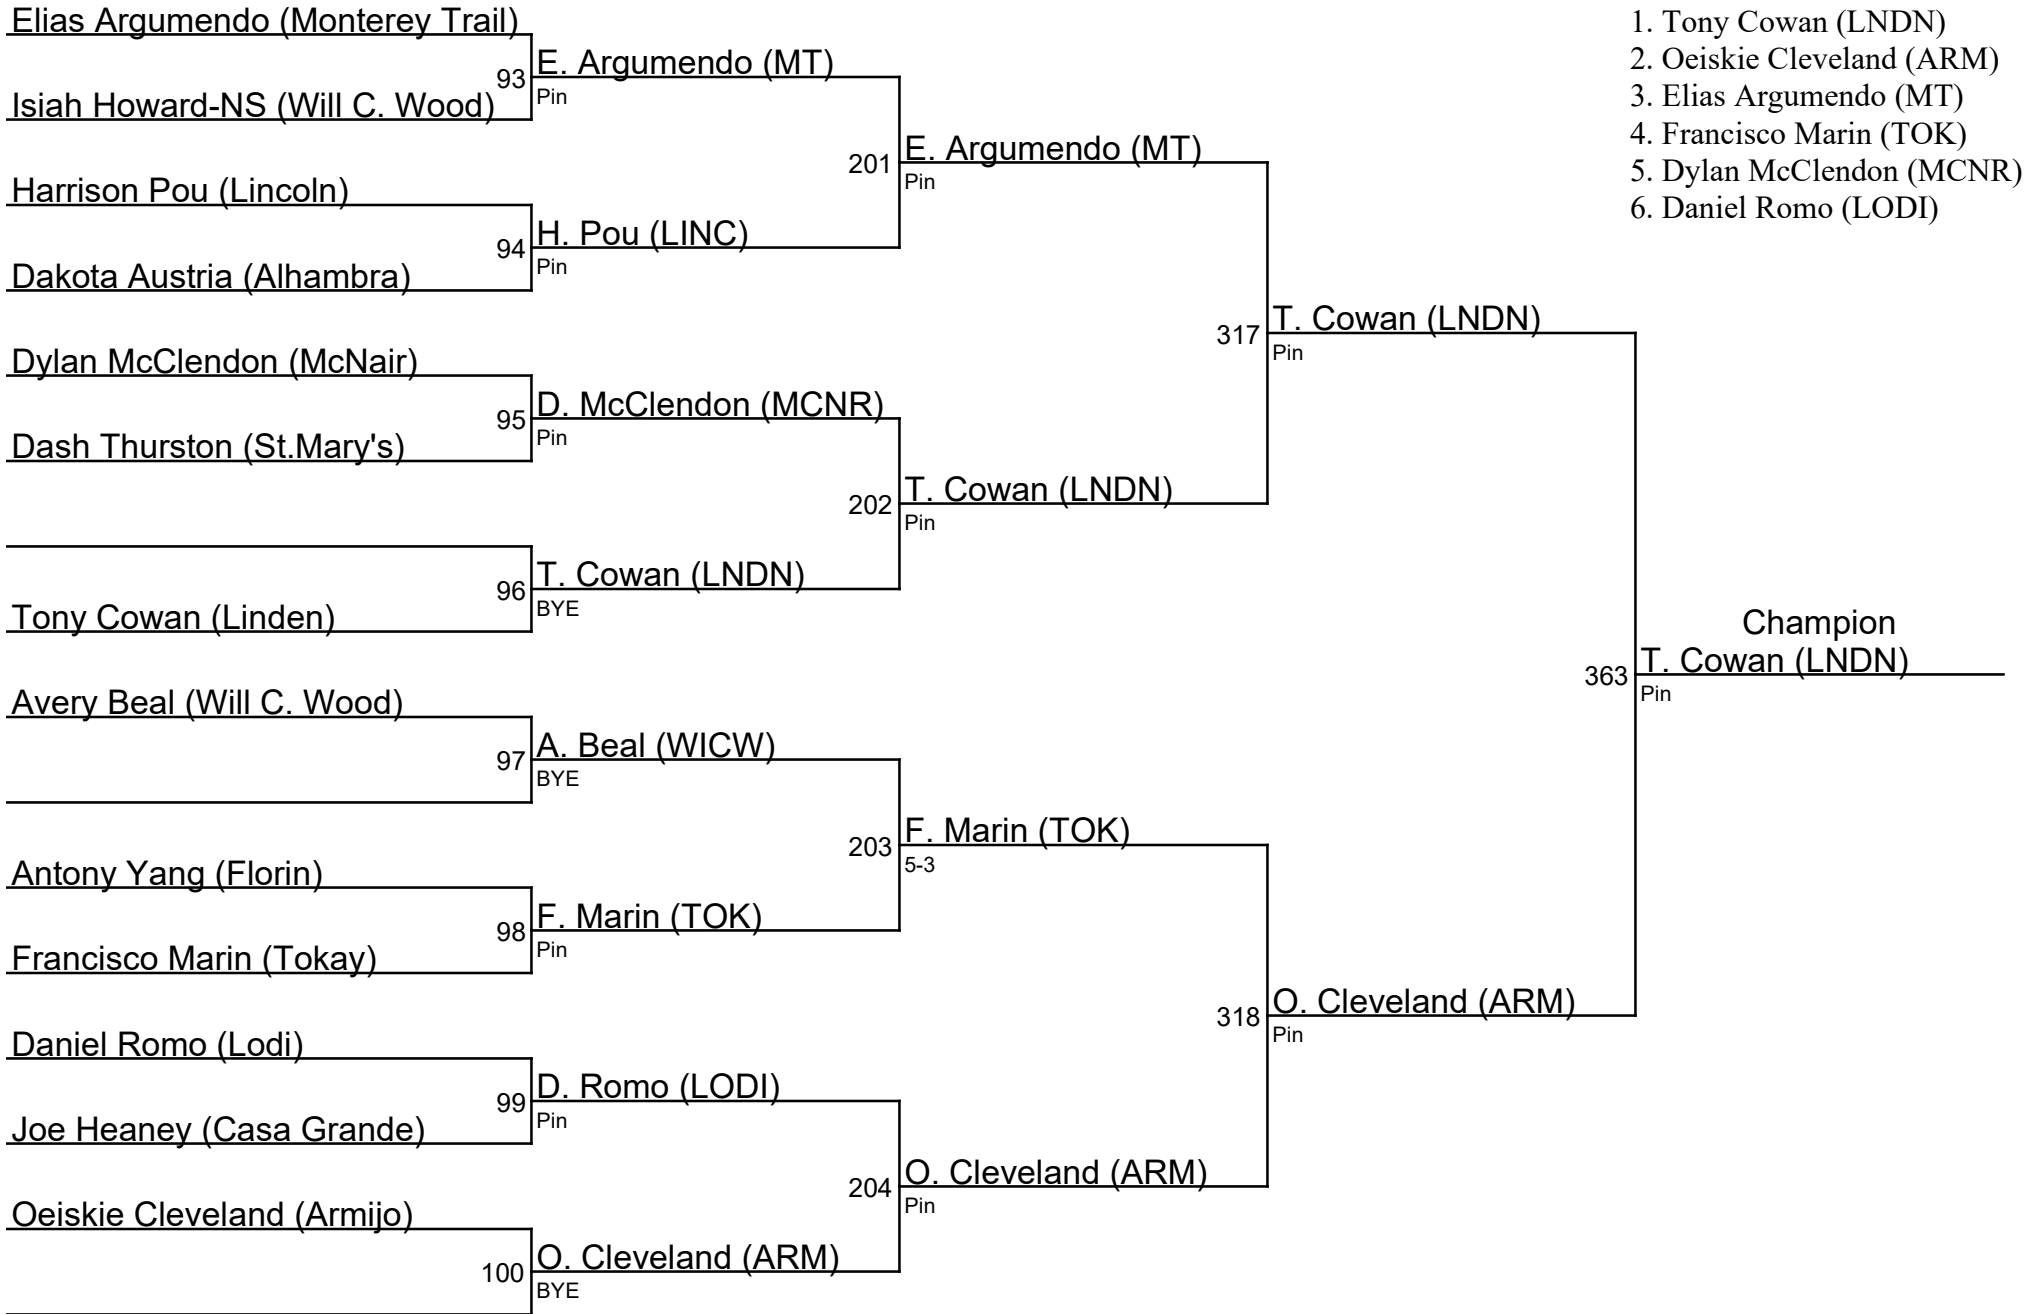 Elias Argumendo (Monterey Trail)
93
E. Argumendo (MT)
Pin
Isiah Howard-NS (Will C. Wood)
201
E. Argumendo (MT)
Pin
Harrison Pou (Lincoln)
94
H. Pou (LINC)
Pin
Dakota Austria (Alhambra)
317
T. Cowan (LNDN)
Pin
Dylan McClendon (McNair)
95
D. McClendon (MCNR)
Pin
Dash Thurston (St.Mary's)
202
T. Cowan (LNDN)
Pin
96
T. Cowan (LNDN)
BYE
Tony Cowan (Linden)
Champion
363
T. Cowan (LNDN)
Pin
Avery Beal (Will C. Wood)
97
A. Beal (WICW)
BYE
203
F. Marin (TOK)
5-3
Antony Yang (Florin)
98
F. Marin (TOK)
Pin
Francisco Marin (Tokay)
318
O. Cleveland (ARM)
Pin
Daniel Romo (Lodi)
99
D. Romo (LODI)
Pin
Joe Heaney (Casa Grande)
204
O. Cleveland (ARM)
Pin
Oeiskie Cleveland (Armijo)
100
O. Cleveland (ARM)
BYE
1. Tony Cowan (LNDN)
2. Oeiskie Cleveland (ARM)
3. Elias Argumendo (MT)
4. Francisco Marin (TOK)
5. Dylan McClendon (MCNR)
6. Daniel Romo (LODI)